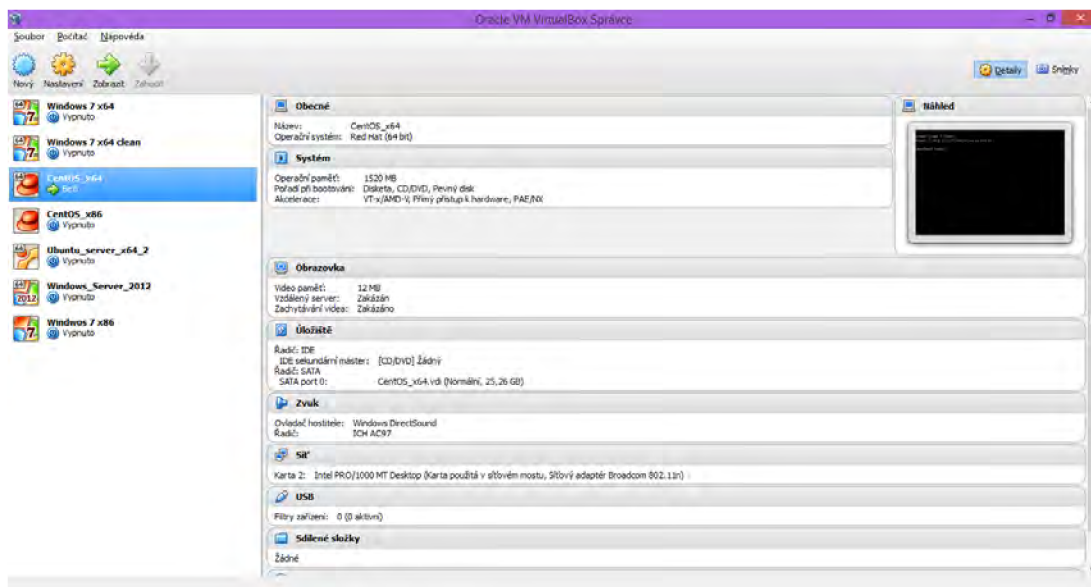 Oracle VM VirtualBox Správce
Soubor Počítač Nápověda
Nový Nastavení Zobrazit Zahodit
Detaily Snímky
Windows 7 x64
Vypnuto
Windows 7 x64 clean
Vypnuto
CentOS_x64
Běží
CentOS_x86
Vypnuto
Ubuntu_server_x64_2
Vypnuto
Windows_Server_2012
Vypnuto
Windwos 7 x86
Vypnuto
Obecné
Název: CentOS_x64
Operační systém: Red Hat (64 bit)
Systém
Operační paměť: 1520 MB
Pořadí při bootování: Disketa, CD/DVD, Pevný disk
Akcelerace: VT-x/AMD-V, Přímý přístup k hardware, PAE/NX
Náhled
Obrazovka
Video paměť: 12 MB
Vzdálený server: Zakázán
Zachytávání videa: Zakázáno
Úložiště
Řadič: IDE
IDE sekundární master: [CD/DVD] Žádný
Řadič: SATA
SATA port 0: CentOS_x64.vdi (Normální, 25,26 GB)
Zvuk
Ovladač hostitele: Windows DirectSound
Řadič: ICH AC97
Síť
Karta 2: Intel PRO/1000 MT Desktop (Karta použitá v síťovém mostu, Síťový adaptér Broadcom 802.11n)
USB
Filtry zařízení: 0 (0 aktivní)
Sdílené složky
Žádné